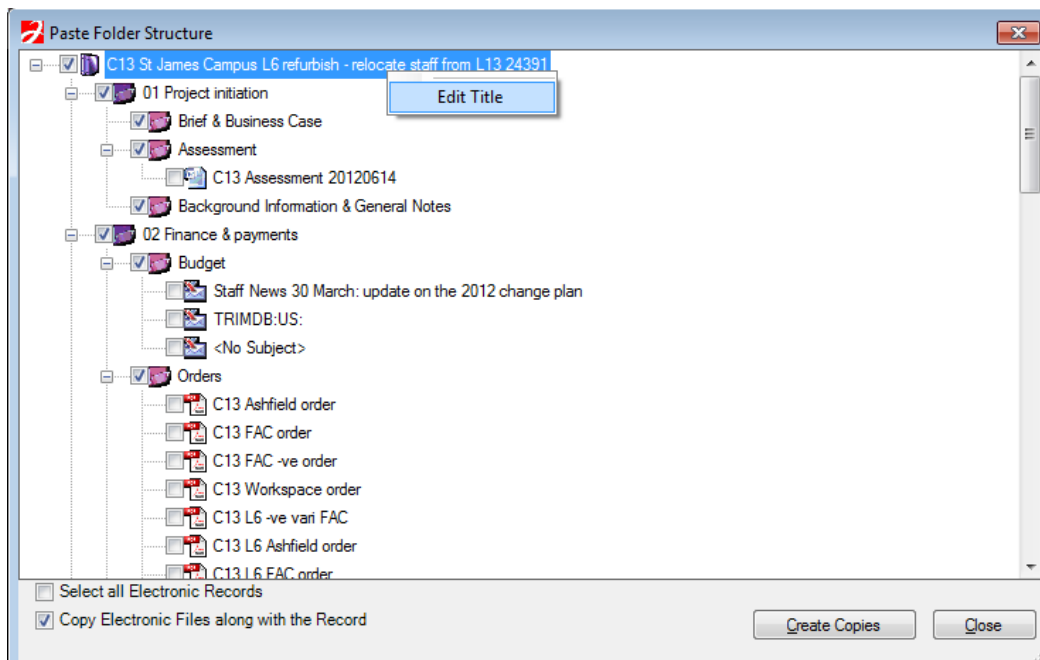 Paste Folder Structure
C13 St James Campus L6 refurbish - relocate staff from L13 24391
Edit Title
01 Project initiation
Brief & Business Case
Assessment
C13 Assessment 20120614
Background Information & General Notes
02 Finance & payments
Budget
Staff News 30 March: update on the 2012 change plan
TRIMDB:US:
<No Subject>
Orders
C13 Ashfield order
C13 FAC order
C13 FAC -ve order
C13 Workspace order
C13 L6 -ve vari FAC
C13 L6 Ashfield order
C13 L6 FAC order
Select all Electronic Records
Copy Electronic Files along with the Record
Create Copies
Close